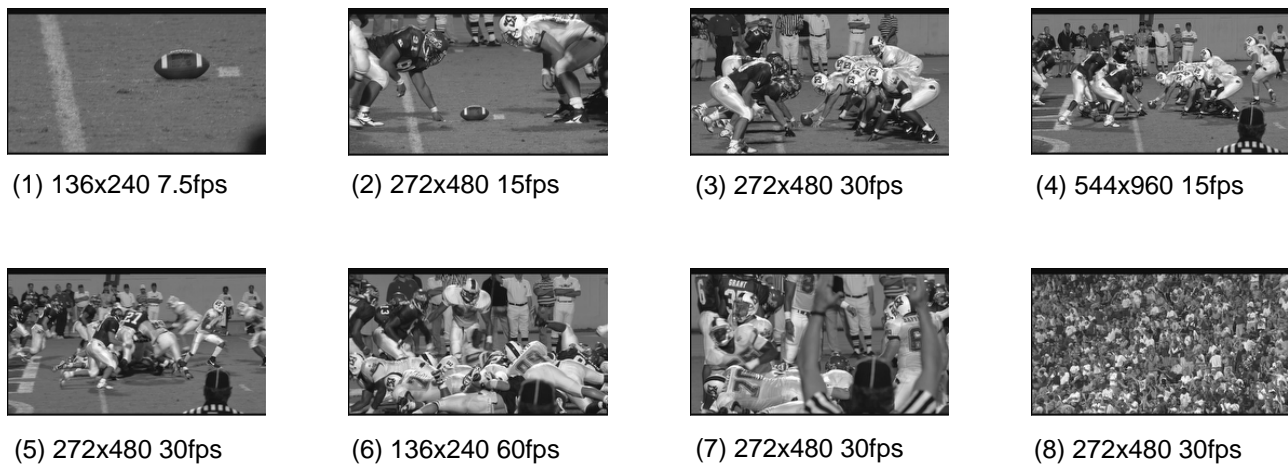 (1) 136x240 7.5fps
(2) 272x480 15fps
(3) 272x480 30fps
(4) 544x960 15fps
(5) 272x480 30fps
(6) 136x240 60fps
(7) 272x480 30fps
(8) 272x480 30fps
GRANT